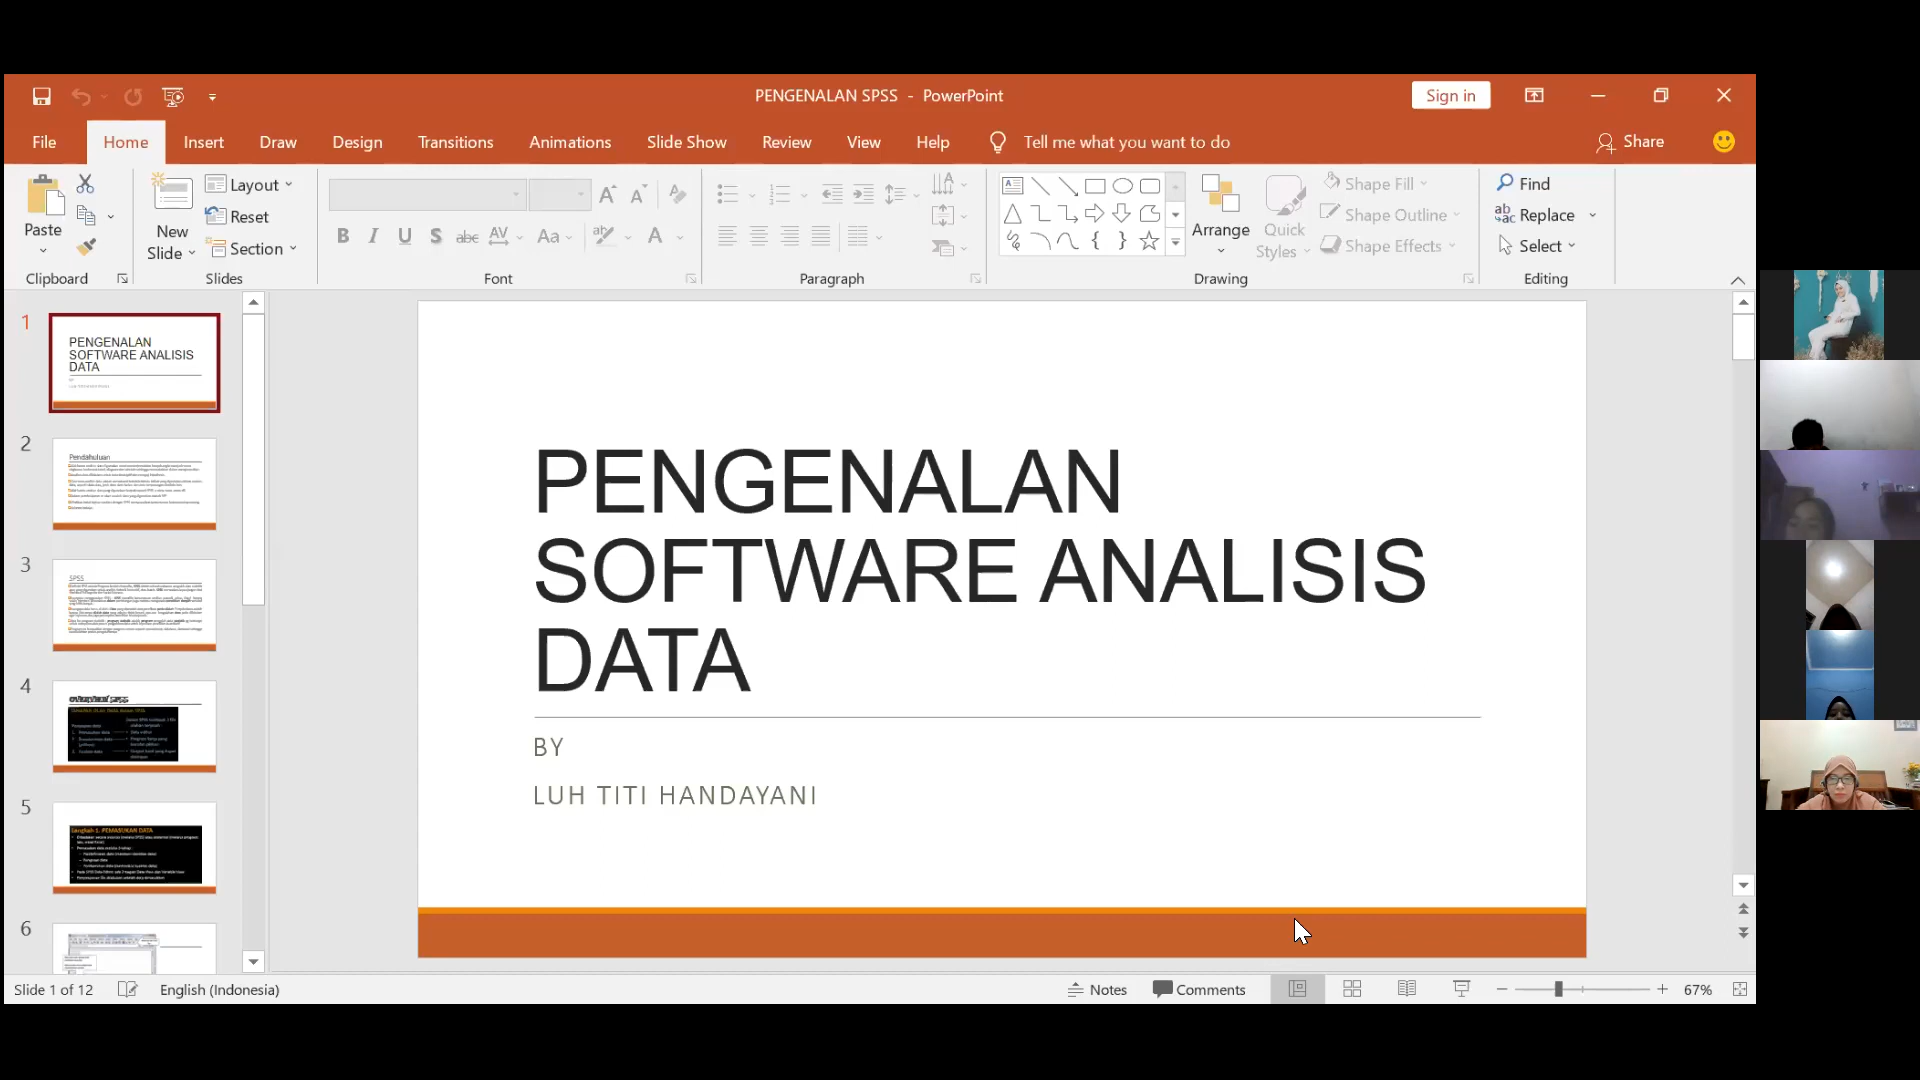 PENGENALAN SPSS - PowerPoint
Sign in
File
Home
Insert
Draw
Design
Transitions
Animations
Slide Show
Review
View
Help
Tell me what you want to do
Share
Paste
New
Slide
Layout
Reset
Section
Shape Fill
Shape Outline
Shape Effects
Arrange
Quick
Styles
Find
Replace
Select
Clipboard
Slides
Font
Paragraph
Drawing
Editing
1
PENGENALAN
SOFTWARE ANALISIS
DATA
2
Pendahuluan
3
SPSS
4
5
Langkah 1. PEMASUKAN DATA
6
PENGENALAN
SOFTWARE ANALISIS
DATA
BY
LUH TITI HANDAYANI
Slide 1 of 12
English (Indonesia)
Notes
Comments
67%